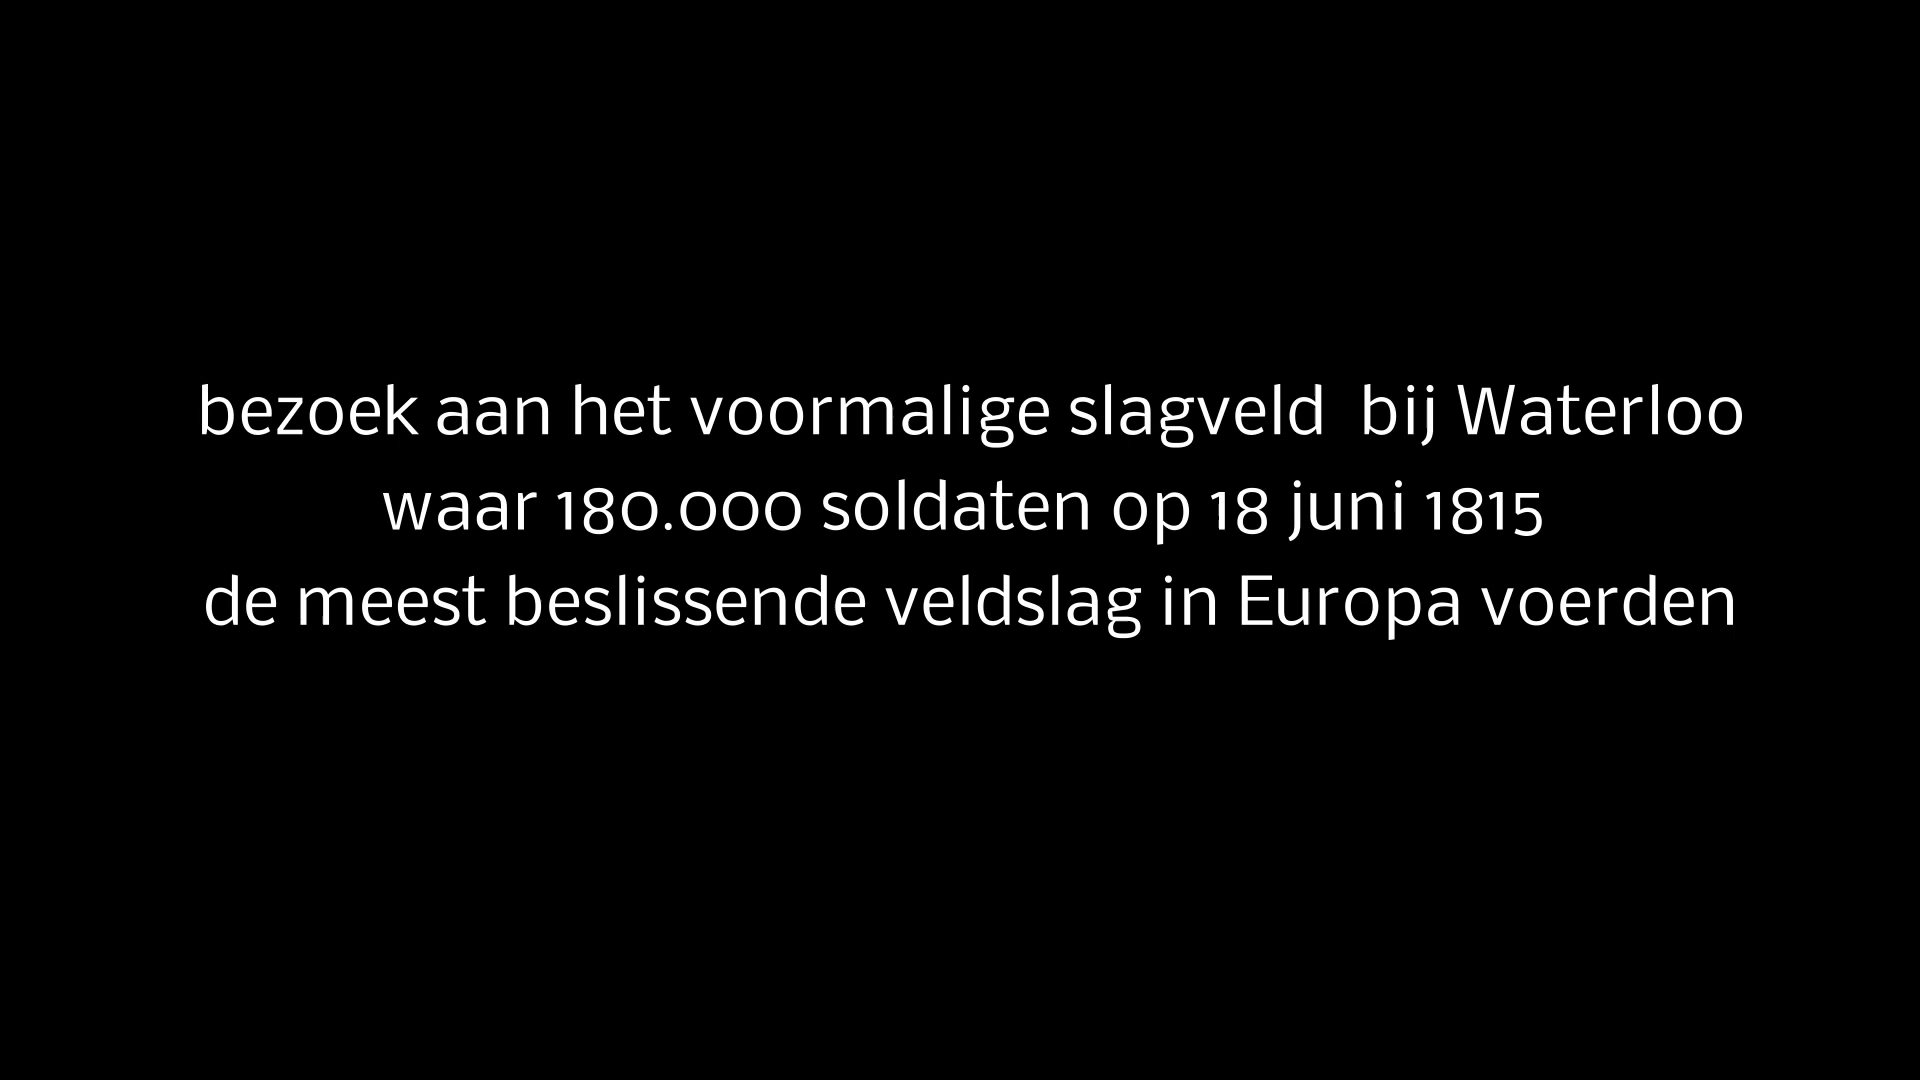 bezoek aan het voormalige slagveld  bij Waterloo
waar 180.000 soldaten op 18 juni 1815
de meest beslissende veldslag in Europa voerden